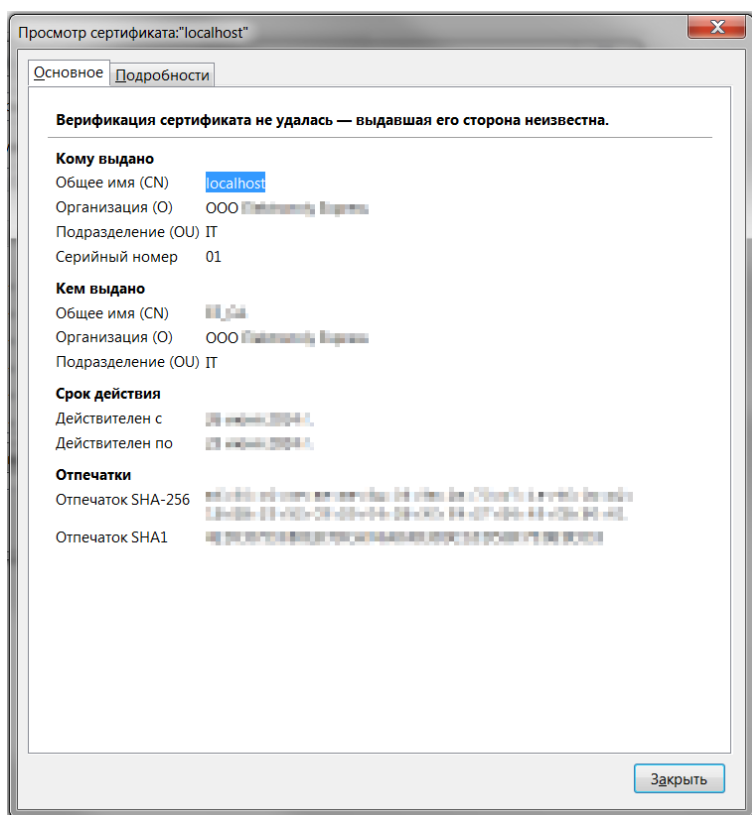 Просмотр сертификата:"localhost"
Основное Подробности
Верификация сертификата не удалась — выдавшая его сторона неизвестна.
Кому выдано
Общее имя (CN) localhost
Организация (O) ООО
Подразделение (OU) IT
Серийный номер 01
Кем выдано
Общее имя (CN)
Организация (O) ООО
Подразделение (OU) IT
Срок действия
Действителен с
Действителен по
Отпечатки
Отпечаток SHA-256
Отпечаток SHA1
Закрыть